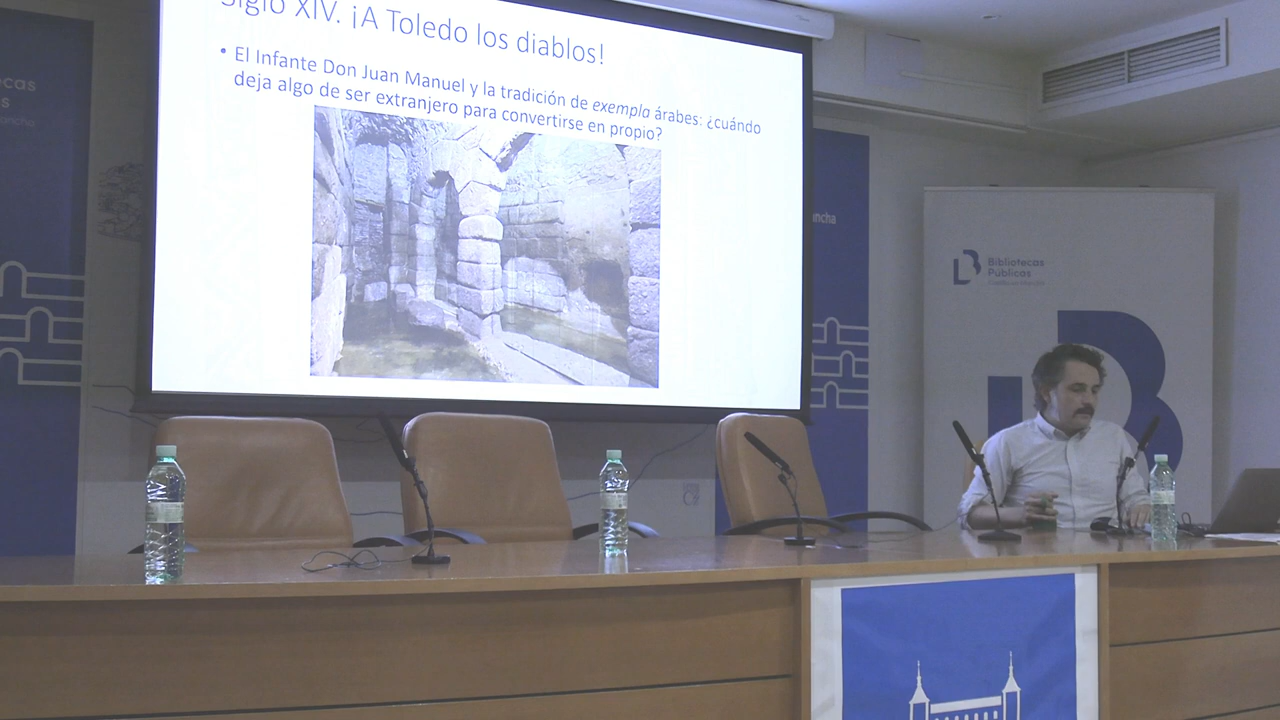 Siglo XIV. ¡A Toledo los diablos!
• El Infante Don Juan Manuel y la tradición de exempla árabes: ¿cuándo
deja algo de ser extranjero para convertirse en propio?
Bibliotecas
Públicas